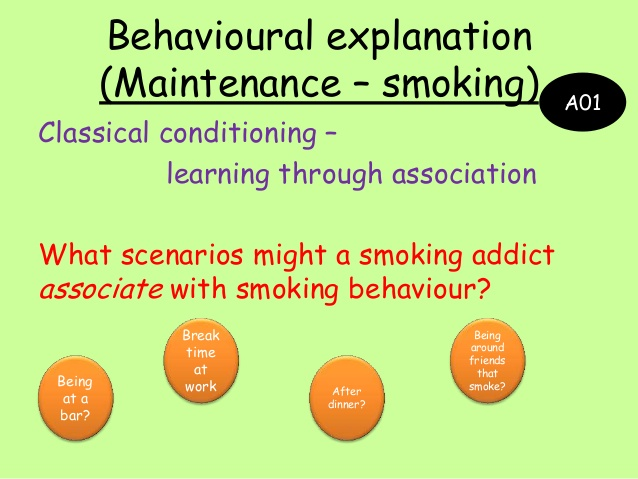 Behavioural explanation
(Maintenance – smoking)
A01
Classical conditioning –
learning through association
What scenarios might a smoking addict
associate with smoking behaviour?
Being
at a
bar?
Break
time
at
work
After
dinner?
Being
around
friends
that
smoke?